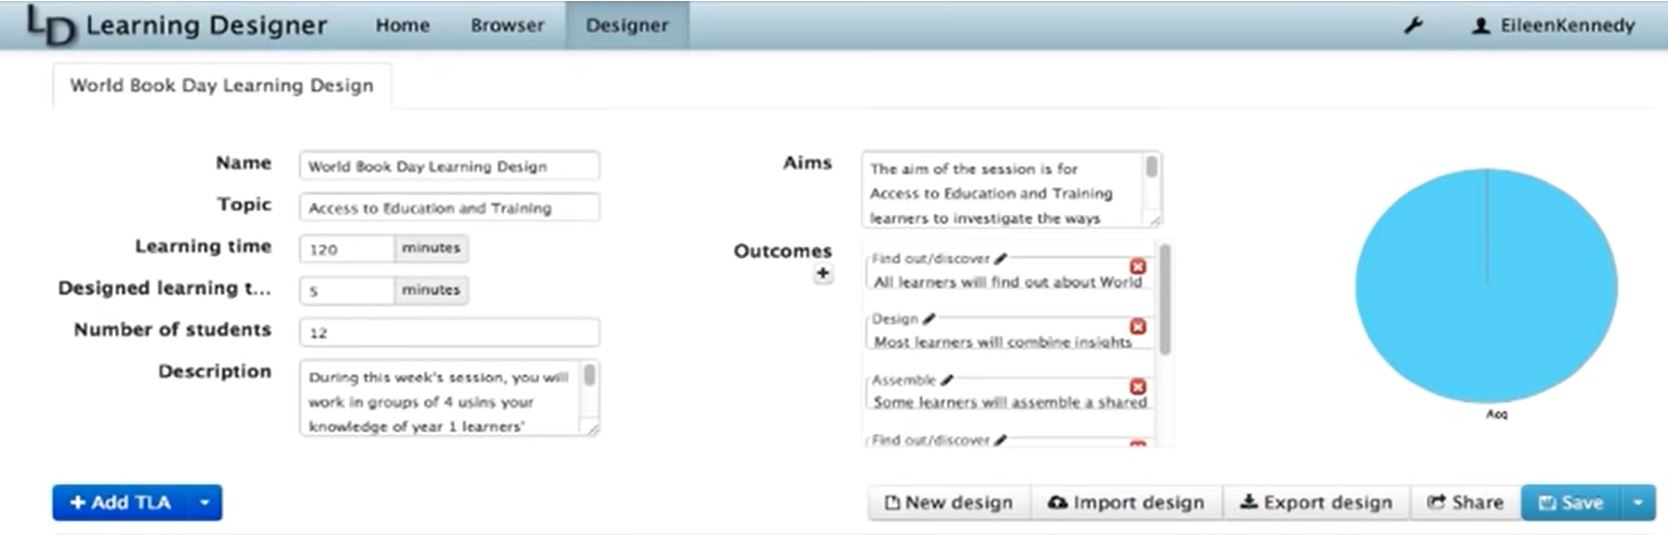 LD Learning Designer Home Browser Designer EileenKennedy
World Book Day Learning Design
Name World Book Day Learning Design
Topic Access to Education and Training
Learning time 120 minutes
Designed learning t... 5 minutes
Number of students 12
Description During this week's session, you will
work in groups of 4 using your
knowledge of year 1 learners'
Aims The aim of the session is for
Access to Education and Training
learners to investigate the ways
Outcomes
Find out/discover
All learners will find out about World
Design
Most learners will combine insights
Assemble
Some learners will assemble a shared
Find out/discover
Acq
+ Add TLA New design Import design Export design Share Save